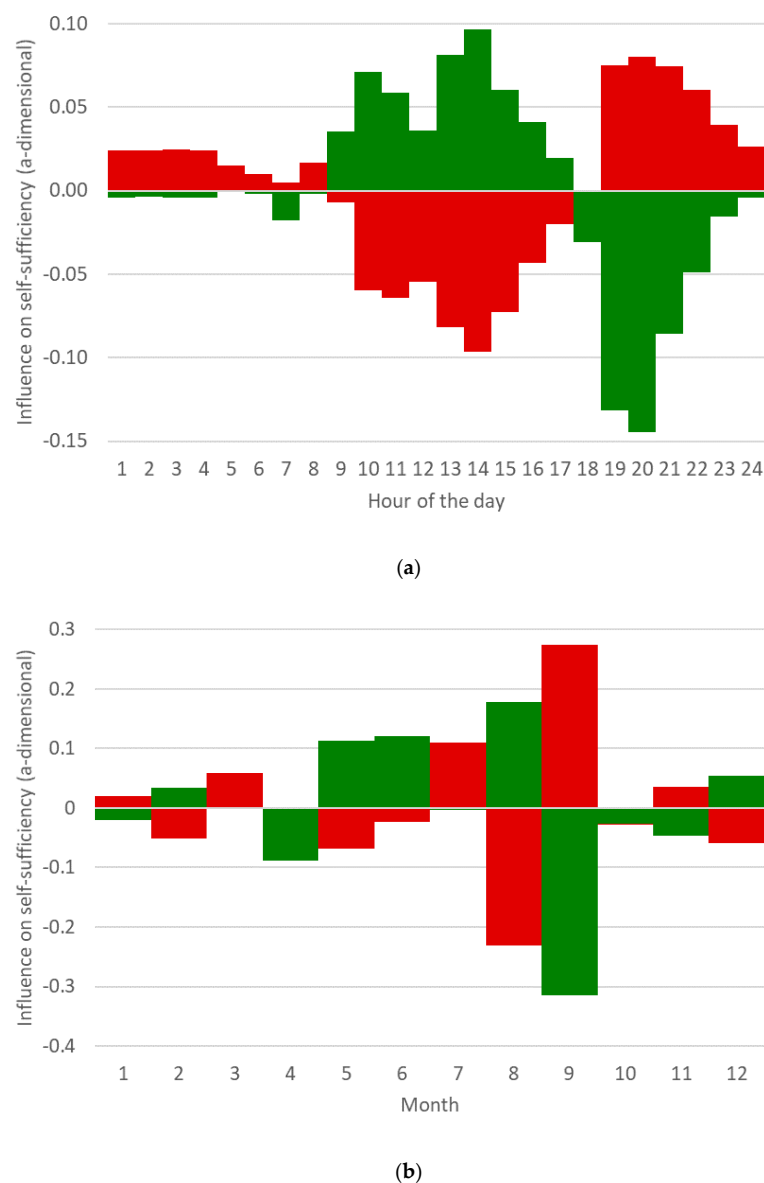 Influence on self-sufficiency (a-dimensional)
0.10
0.05
0.00
-0.05
-0.10
-0.15
1 2 3 4 5 6 7 8 9 10 11 12 13 14 15 16 17 18 19 20 21 22 23 24
Hour of the day
(a)
Influence on self-sufficiency (a-dimensional)
0.3
0.2
0.1
0
-0.1
-0.2
-0.3
-0.4
1 2 3 4 5 6 7 8 9 10 11 12
Month
(b)